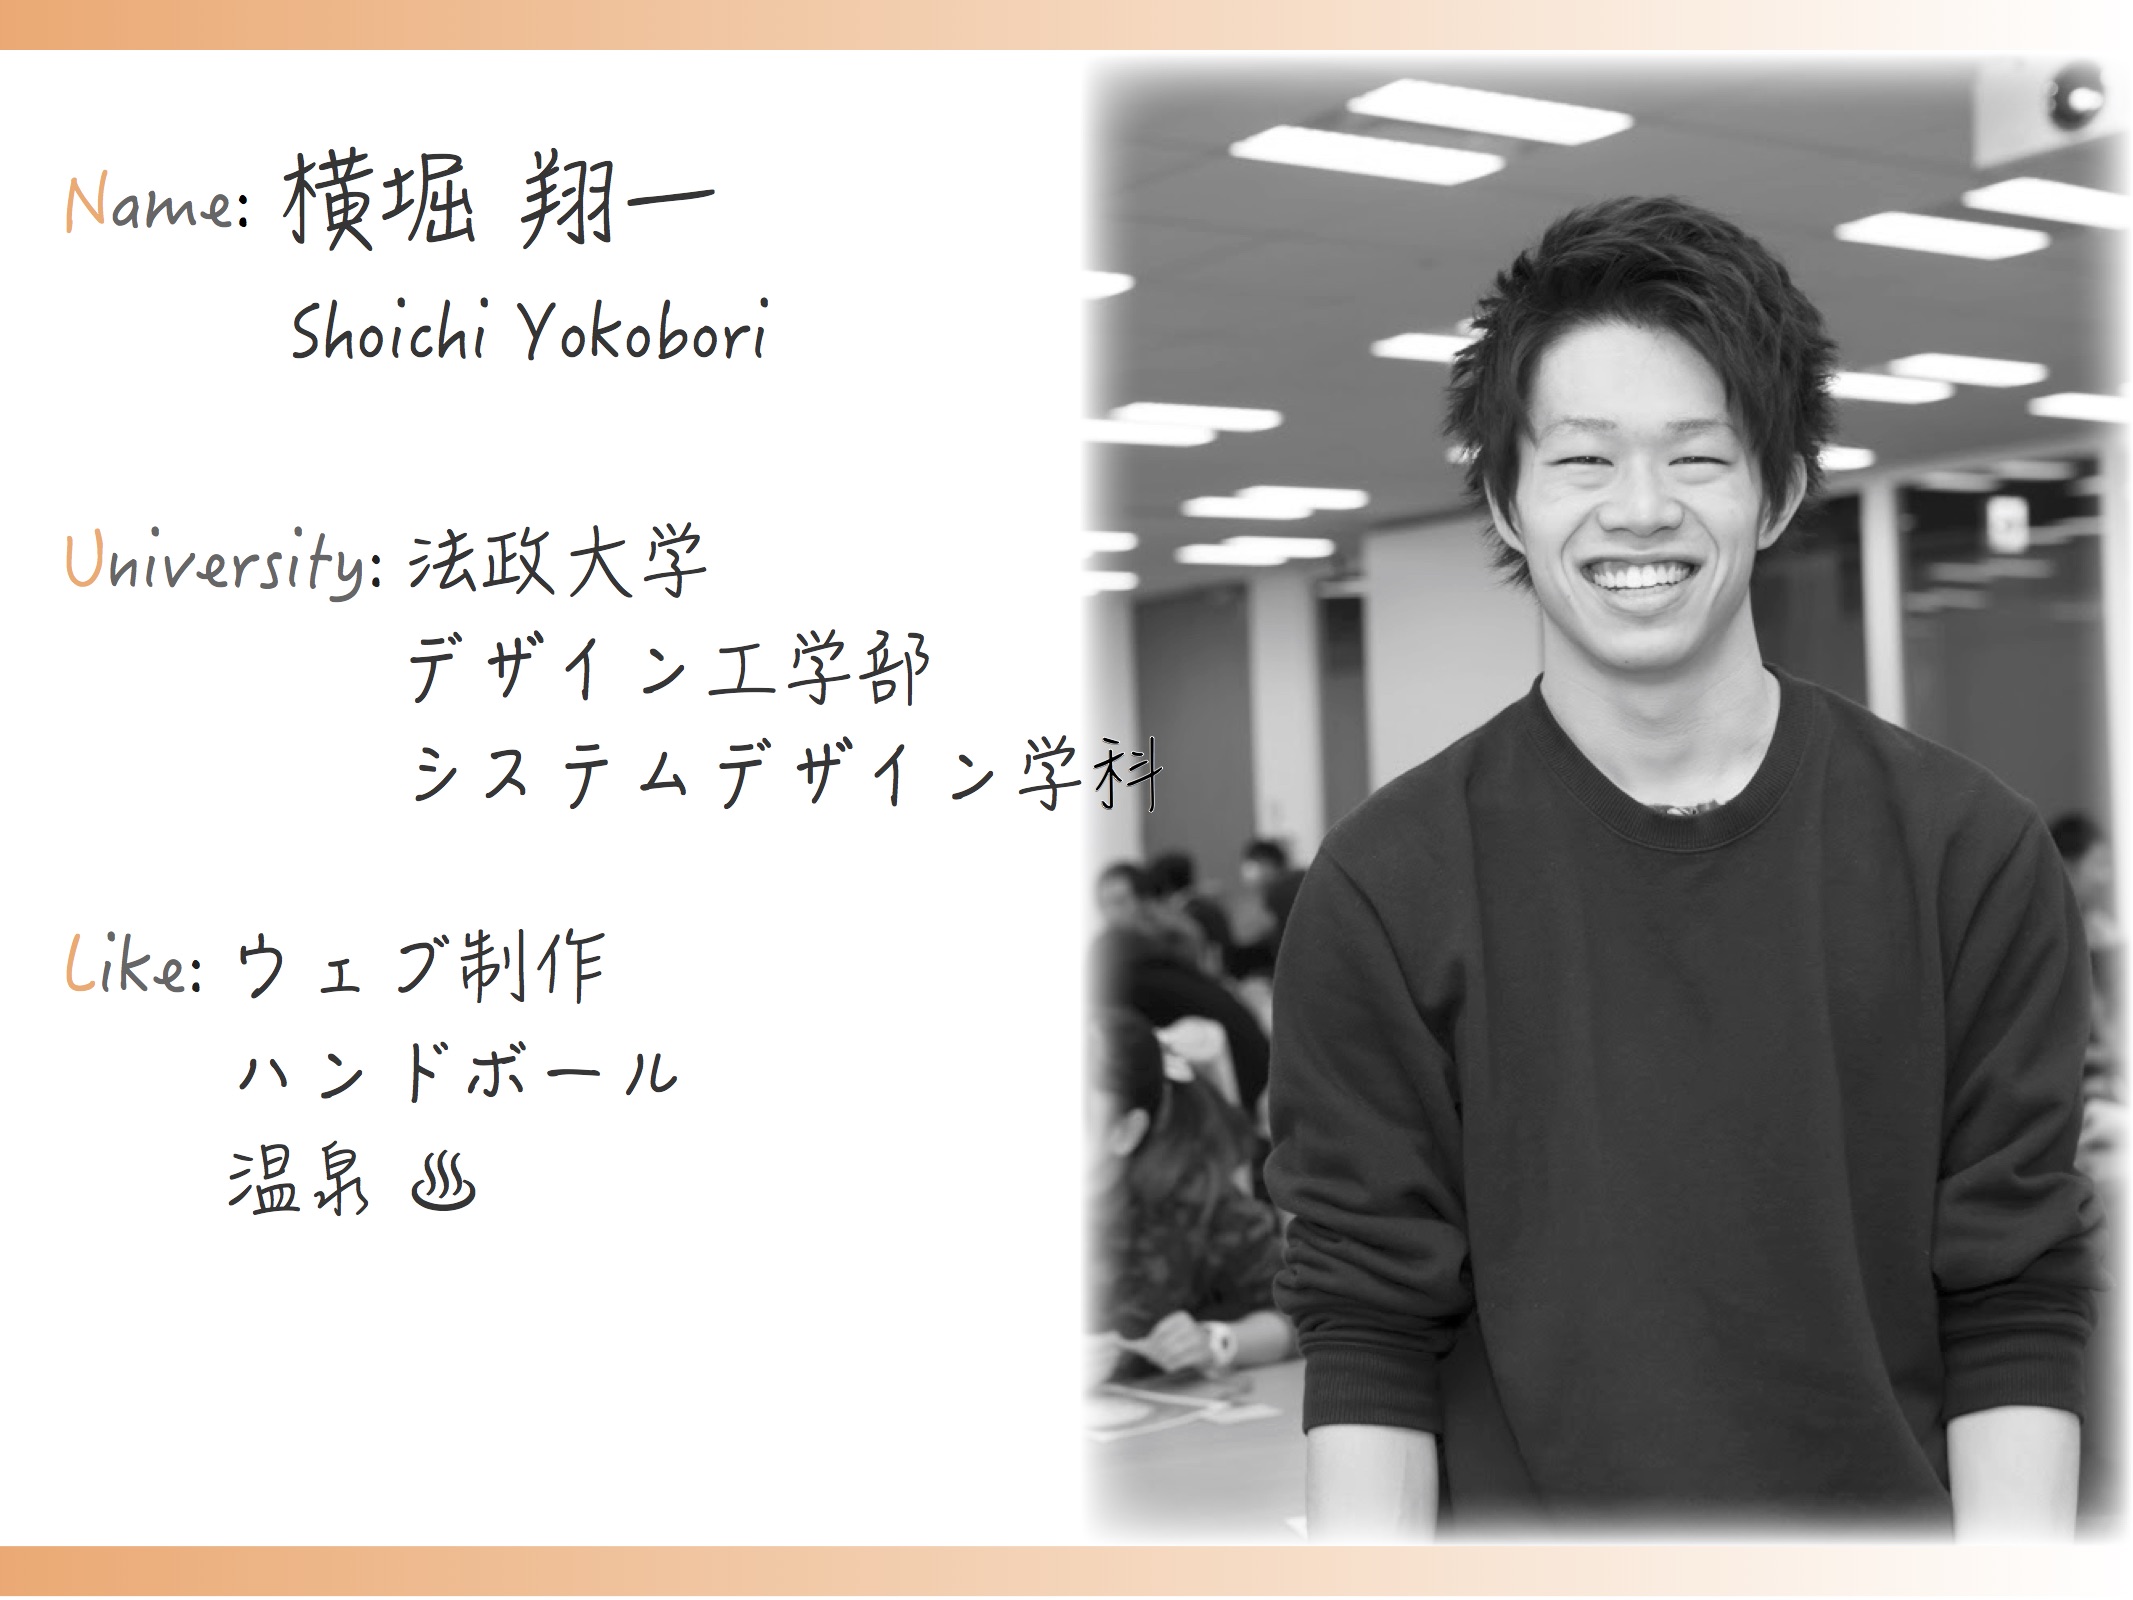 Name: 横堀 翔一
Shoichi Yokobori
University: 法政大学
デザイン工学部
システムデザイン学科
Like: ウェブ制作
ハンドボール
温泉 ♨